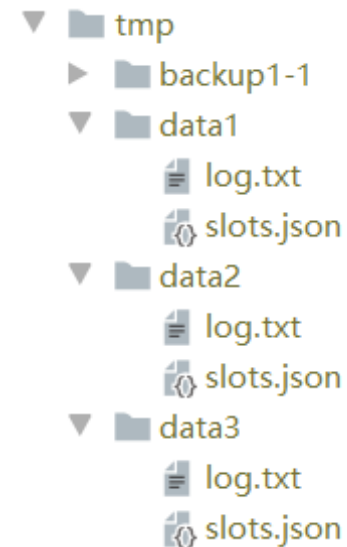 tmp
backup1-1
data1
log.txt
slots.json
data2
log.txt
slots.json
data3
log.txt
slots.json